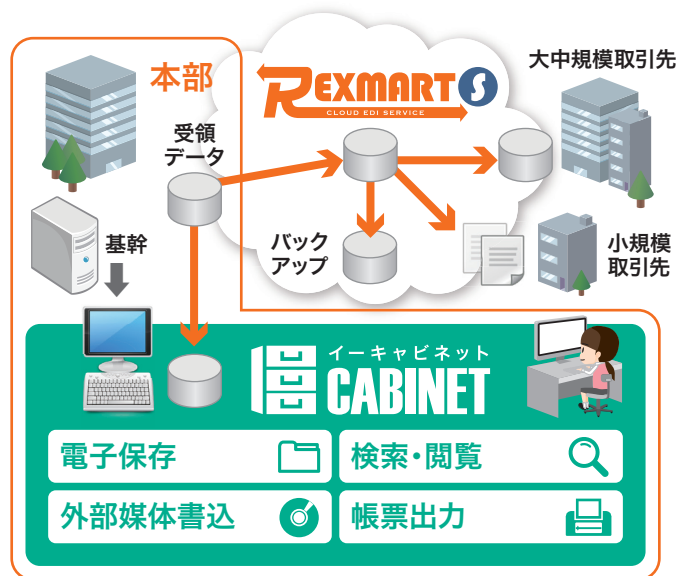 本部
REXMART S
CLOUD EDI SERVICE
大中規模取引先
受領
データ
基幹
バック
アップ
小規模
取引先
イーキャビネット
CABINET
電子保存
検索・閲覧
外部媒体書込
帳票出力